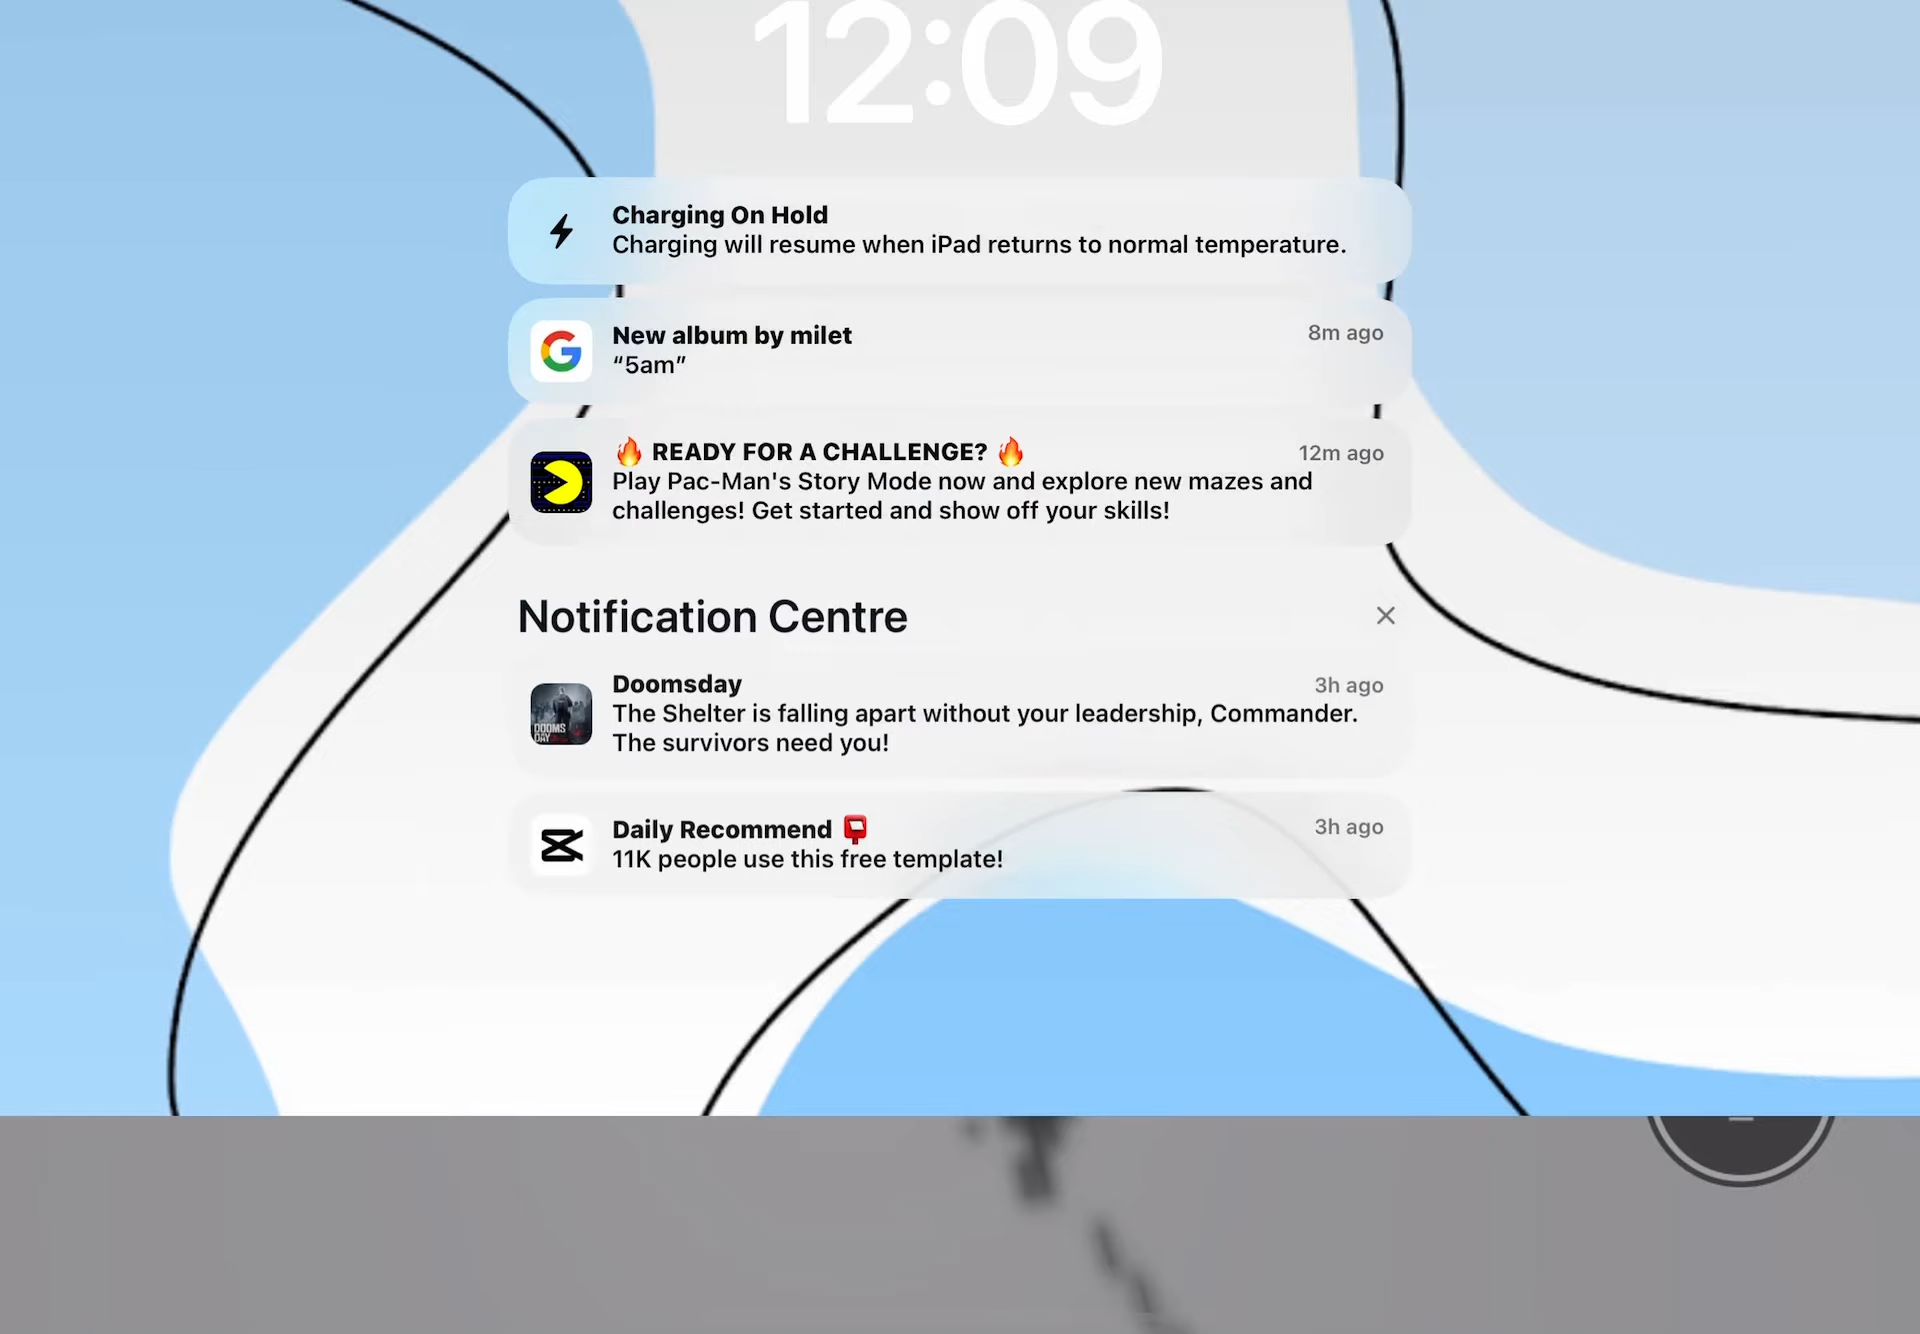 12:09
Charging On Hold
Charging will resume when iPad returns to normal temperature.
New album by milet
8m ago
“5am”
🔥 READY FOR A CHALLENGE? 🔥
12m ago
Play Pac-Man's Story Mode now and explore new mazes and
challenges! Get started and show off your skills!
Notification Centre
Doomsday
3h ago
The Shelter is falling apart without your leadership, Commander.
The survivors need you!
DOOMS
DAY
Daily Recommend 📮
3h ago
11K people use this free template!